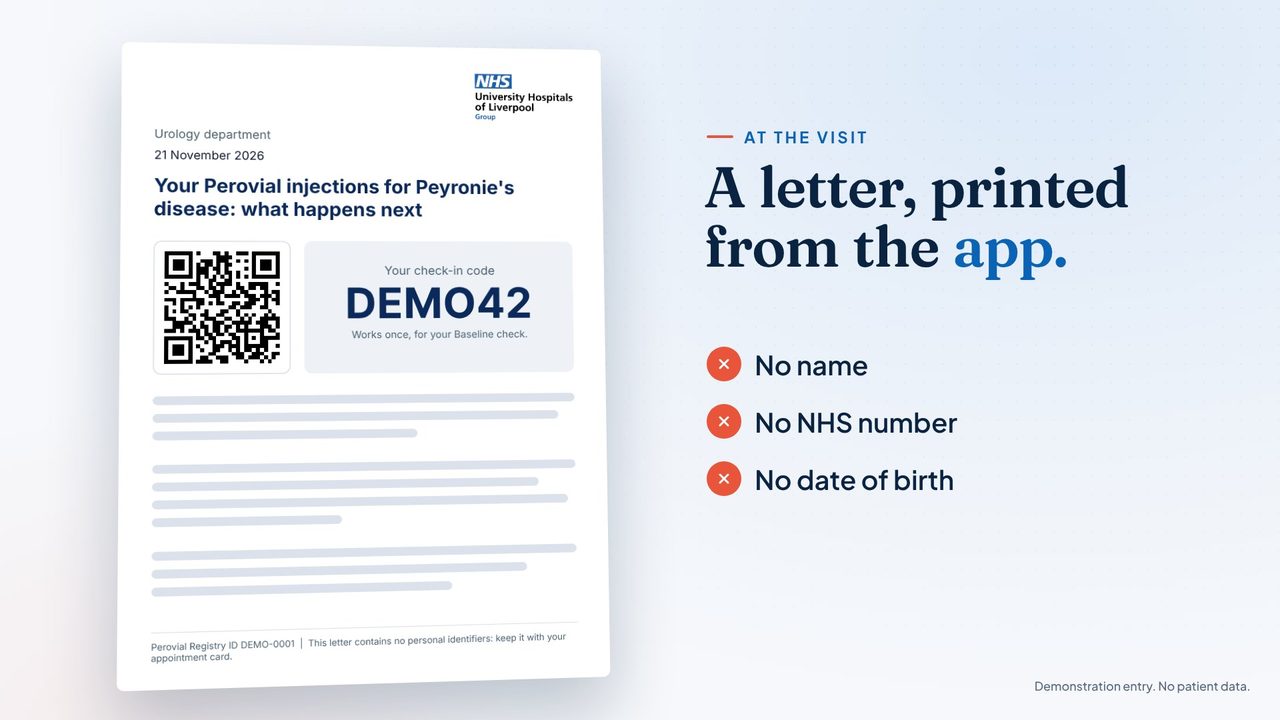 NHS
University Hospitals
of Liverpool
Group
Urology department
21 November 2026
Your Perovial injections for Peyronie's
disease: what happens next
Your check-in code
DEMO42
Works once, for your Baseline check.
Perovial Registry ID DEMO-0001 | This letter contains no personal identifiers: keep it with your
appointment card.
AT THE VISIT
A letter, printed
from the app.
No name
No NHS number
No date of birth
Demonstration entry. No patient data.